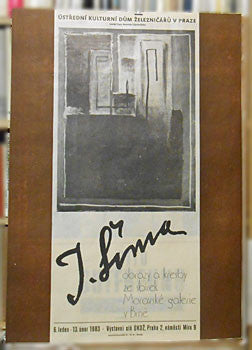 ÚSTŘEDNÍ KULTURNÍ DŮM ŽELEZNIČÁŘŮ V PRAZE
J. Šíma
obrazy a kresby
ze sbírek
Moravské galerie
v Brně
6. leden - 13. únor 1983 - Výstavní síň ÚKDŽ, Praha 2, náměstí Míru 9